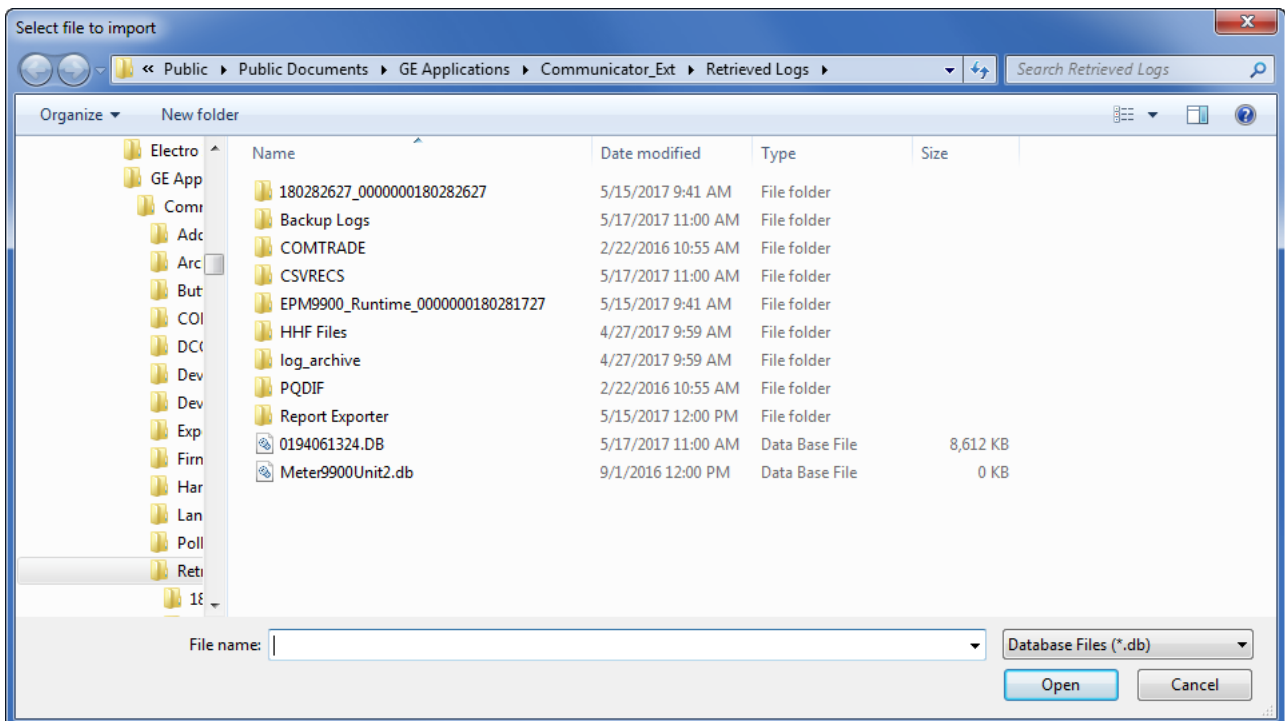 Select file to import
« Public ▸ Public Documents ▸ GE Applications ▸ Communicator_Ext ▸ Retrieved Logs ▸ Search Retrieved Logs
Organize New folder
Name Date modified Type Size
Electro
GE App
Comr
Adc
Arc
But
COI
DC(
Dev
Dev
Exp
Firn
Har
Lan
Poll
Retr
18
180282627_0000000180282627 5/15/2017 9:41 AM File folder
Backup Logs 5/17/2017 11:00 AM File folder
COMTRADE 2/22/2016 10:55 AM File folder
CSVRECS 5/17/2017 11:00 AM File folder
EPM9900_Runtime_0000000180281727 5/15/2017 9:41 AM File folder
HHF Files 4/27/2017 9:59 AM File folder
log_archive 4/27/2017 9:59 AM File folder
PQDIF 2/22/2016 10:55 AM File folder
Report Exporter 5/15/2017 12:00 PM File folder
0194061324.DB 5/17/2017 11:00 AM Data Base File 8,612 KB
Meter9900Unit2.db 9/1/2016 12:00 PM Data Base File 0 KB
File name: Database Files (*.db)
Open Cancel